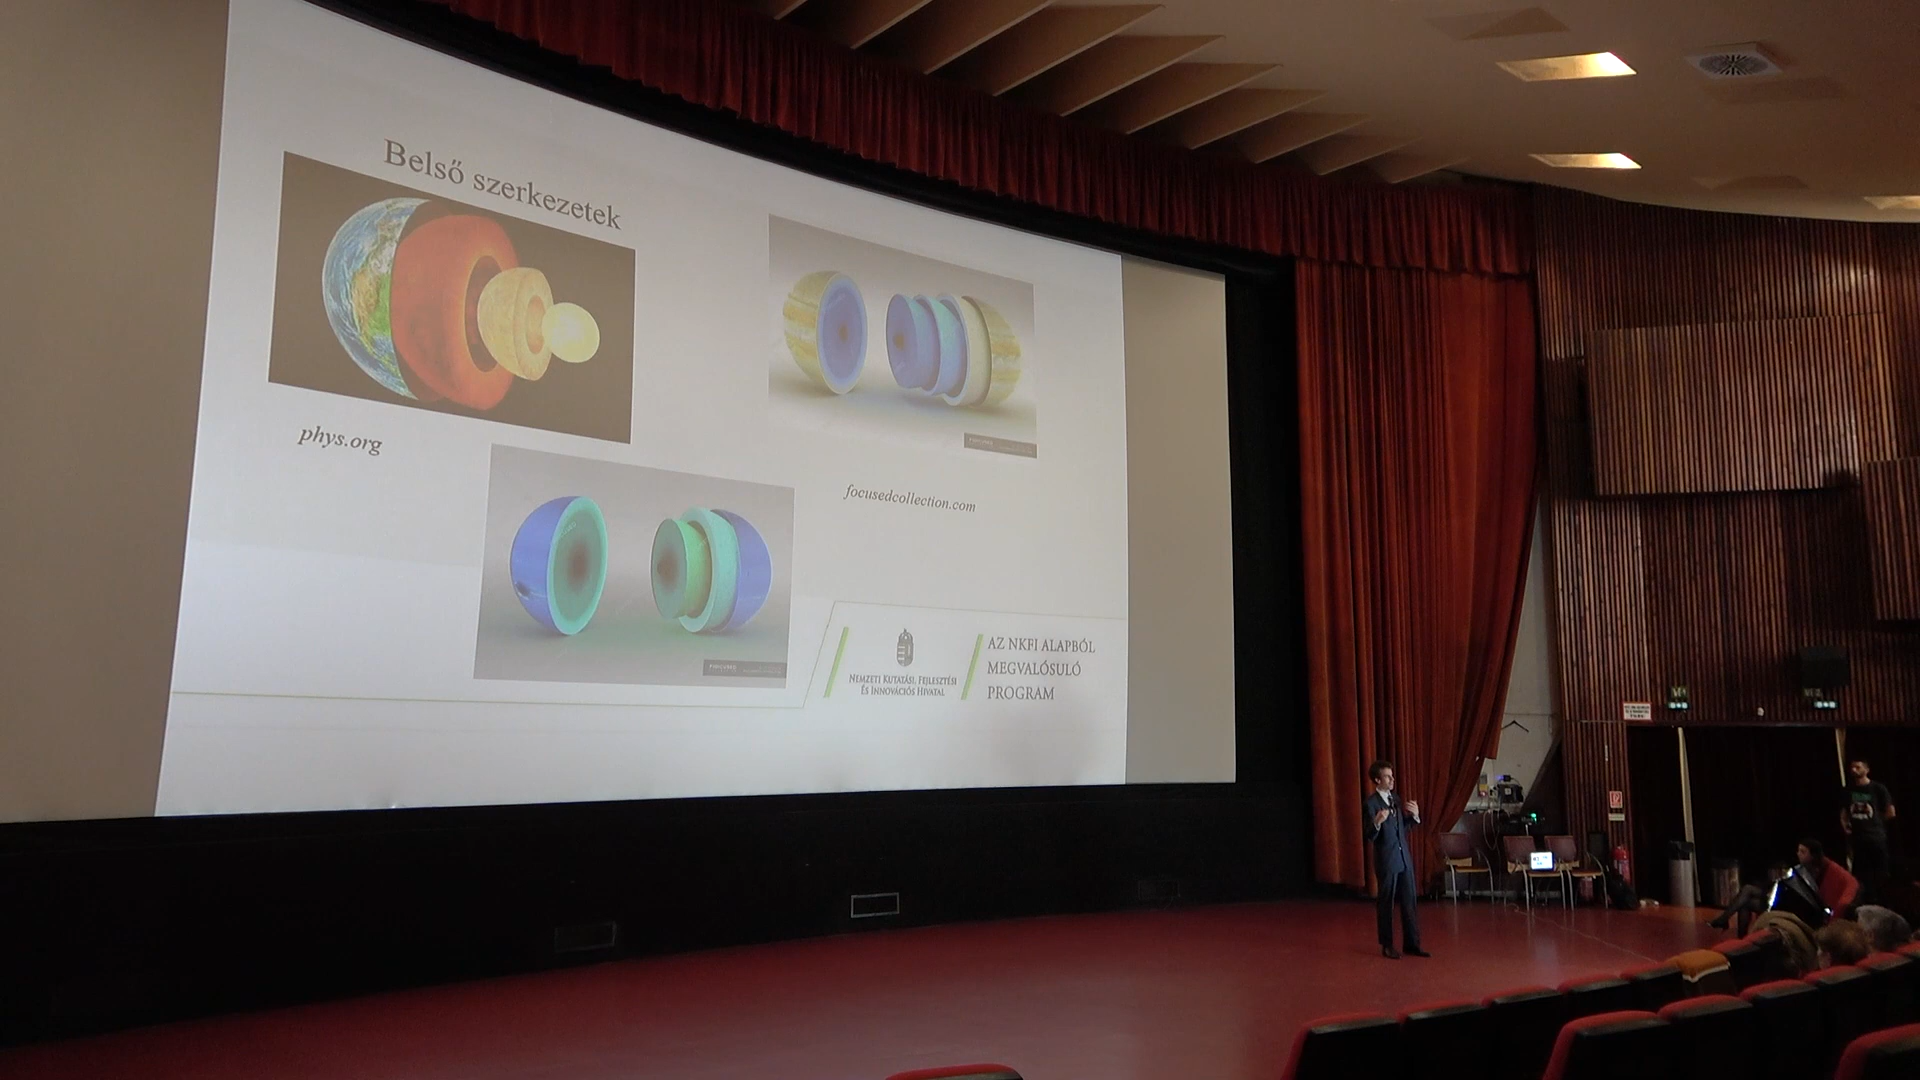 Belső szerkezetek
phys.org
focusedcollection.com
NEMZETI KUTATÁSI, FEJLESZTÉSI
ÉS INNOVÁCIÓS HIVATAL
AZ NKFI ALAPBÓL
MEGVALÓSULÓ
PROGRAM